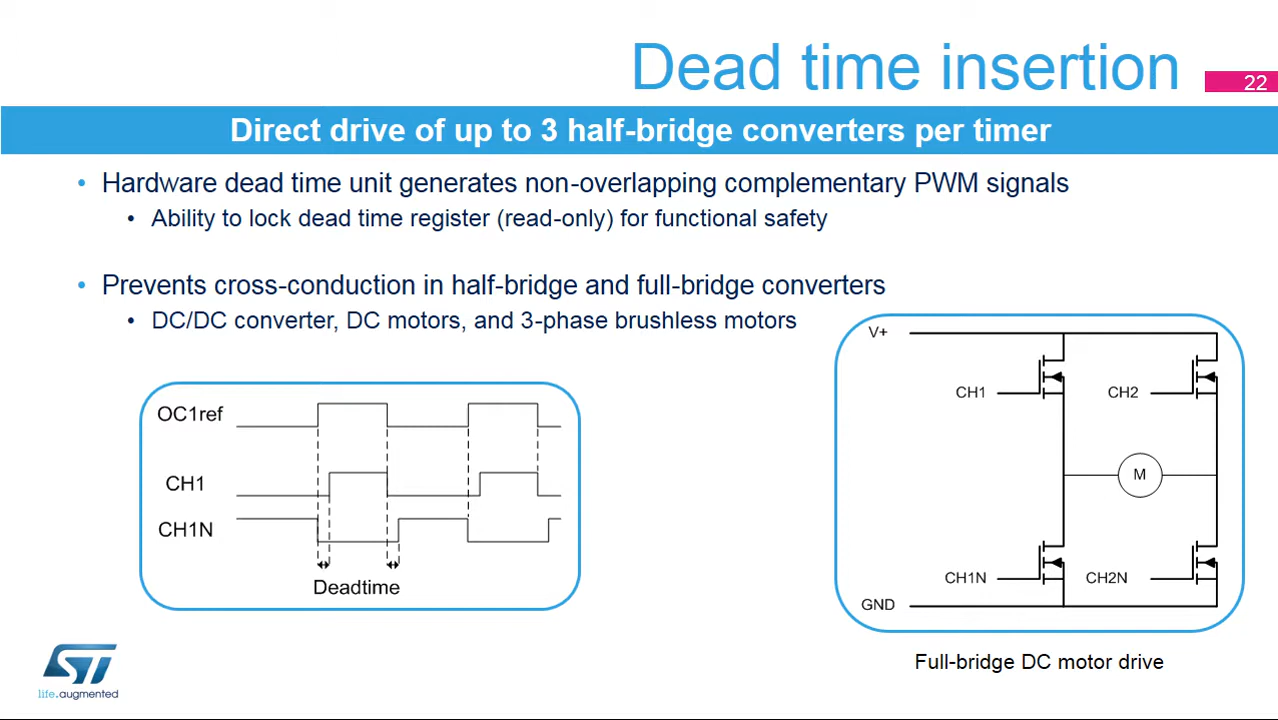 Dead time insertion
22
Direct drive of up to 3 half-bridge converters per timer
• Hardware dead time unit generates non-overlapping complementary PWM signals
• Ability to lock dead time register (read-only) for functional safety
• Prevents cross-conduction in half-bridge and full-bridge converters
• DC/DC converter, DC motors, and 3-phase brushless motors
OC1ref
CH1
CH1N
Deadtime
V+
CH1
CH2
M
CH1N
CH2N
GND
Full-bridge DC motor drive
ST
life.augmented